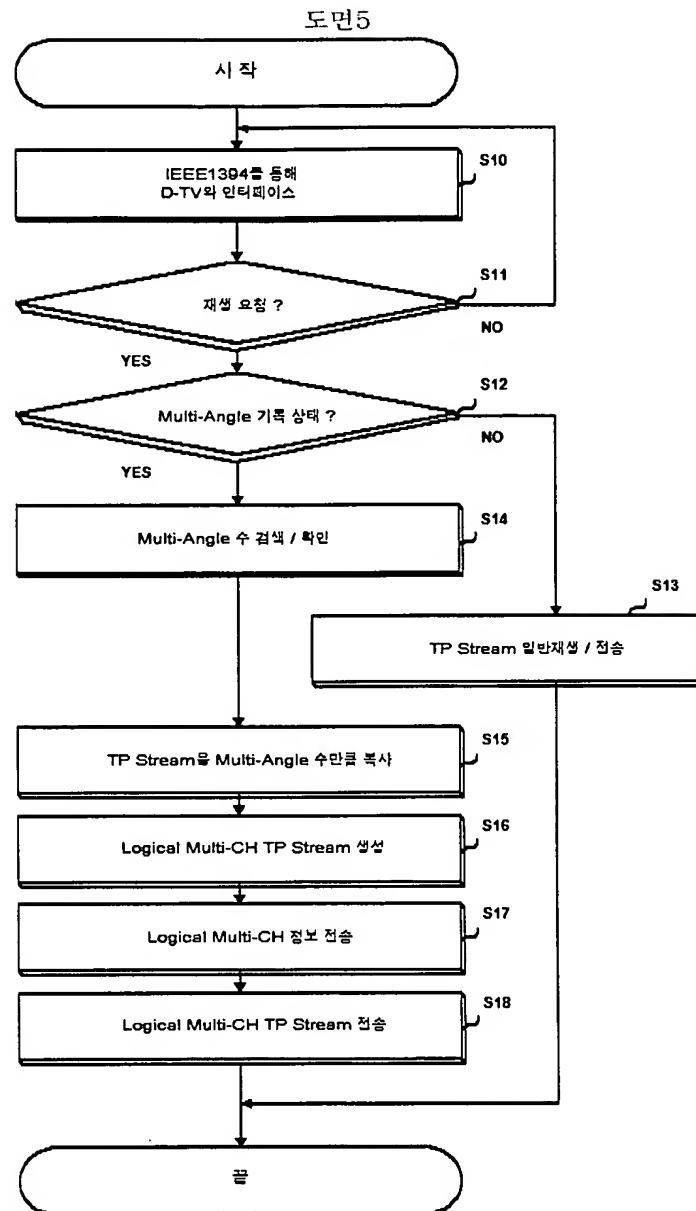 도면5
시 작
IEEE1394를 통해
D-TV와 인터페이스
S10
재생 요청 ?
S11
NO
YES
Multi-Angle 기록 상태 ?
S12
NO
YES
Multi-Angle 수 검색 / 확인
S14
S13
TP Stream 일반재생 / 전송
TP Stream을 Multi-Angle 수만큼 복사
S15
Logical Multi-CH TP Stream 생성
S16
Logical Multi-CH 정보 전송
S17
Logical Multi-CH TP Stream 전송
S18
끝